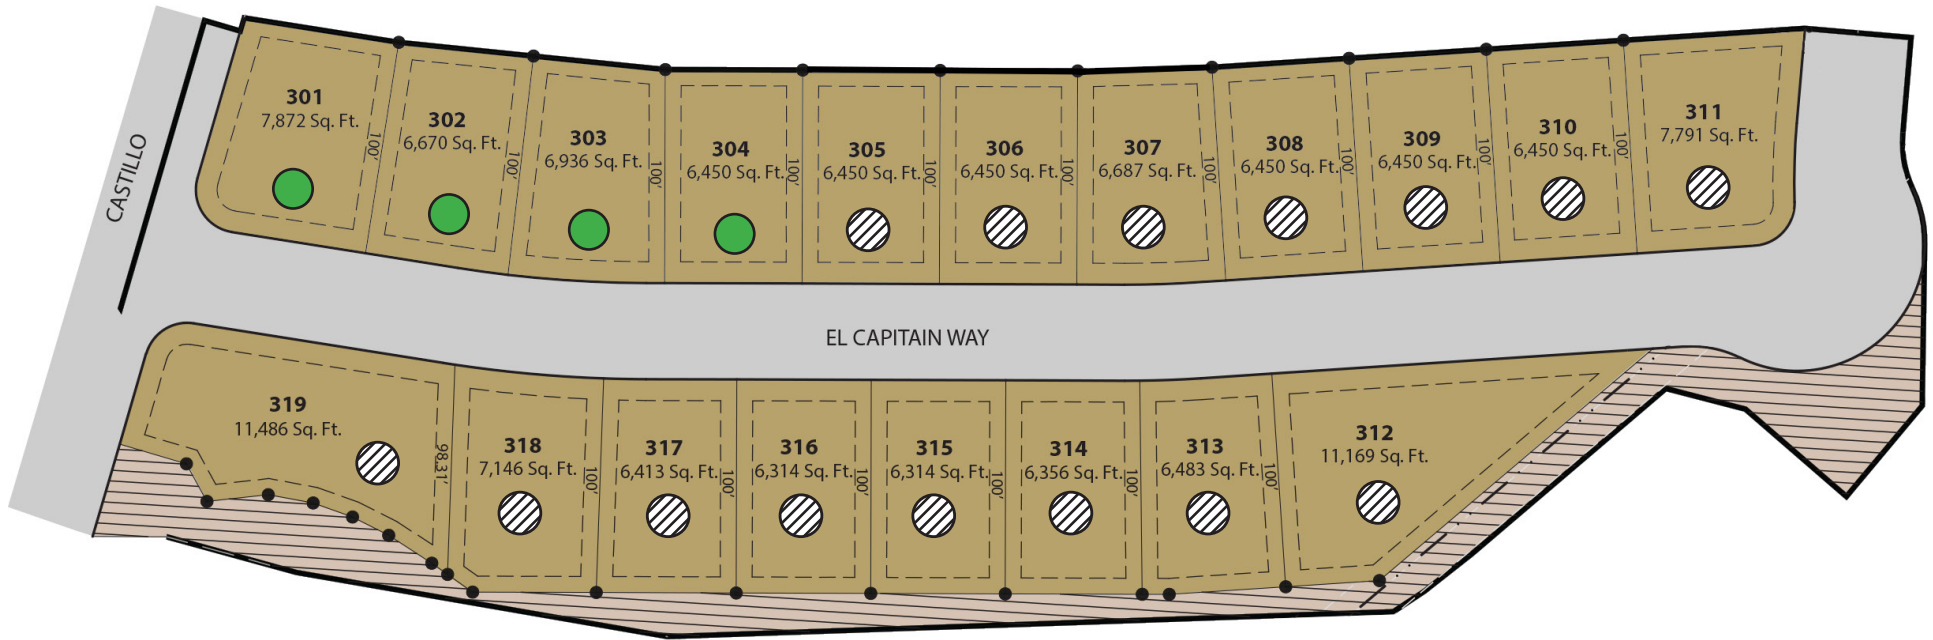 CASTILLO
301
7,872 Sq. Ft.
100'
302
6,670 Sq. Ft.
100'
303
6,936 Sq. Ft.
100'
304
6,450 Sq. Ft.
100'
305
6,450 Sq. Ft.
100'
306
6,450 Sq. Ft.
100'
307
6,687 Sq. Ft.
100'
308
6,450 Sq. Ft.
100'
309
6,450 Sq. Ft.
100'
310
6,450 Sq. Ft.
100'
311
7,791 Sq. Ft.
EL CAPITAIN WAY
319
11,486 Sq. Ft.
98.31'
318
7,146 Sq. Ft.
100'
317
6,413 Sq. Ft.
100'
316
6,314 Sq. Ft.
100'
315
6,314 Sq. Ft.
100'
314
6,356 Sq. Ft.
100'
313
6,483 Sq. Ft.
100'
312
11,169 Sq. Ft.